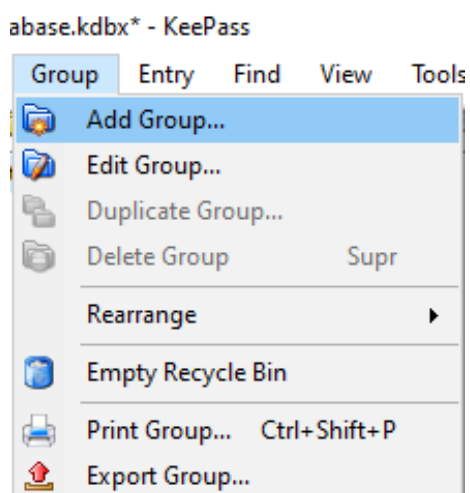 abase.kdbx* - KeePass
Group Entry Find View Tools
Add Group...
Edit Group...
Duplicate Group...
Delete Group Supr
Rearrange
Empty Recycle Bin
Print Group... Ctrl+Shift+P
Export Group...